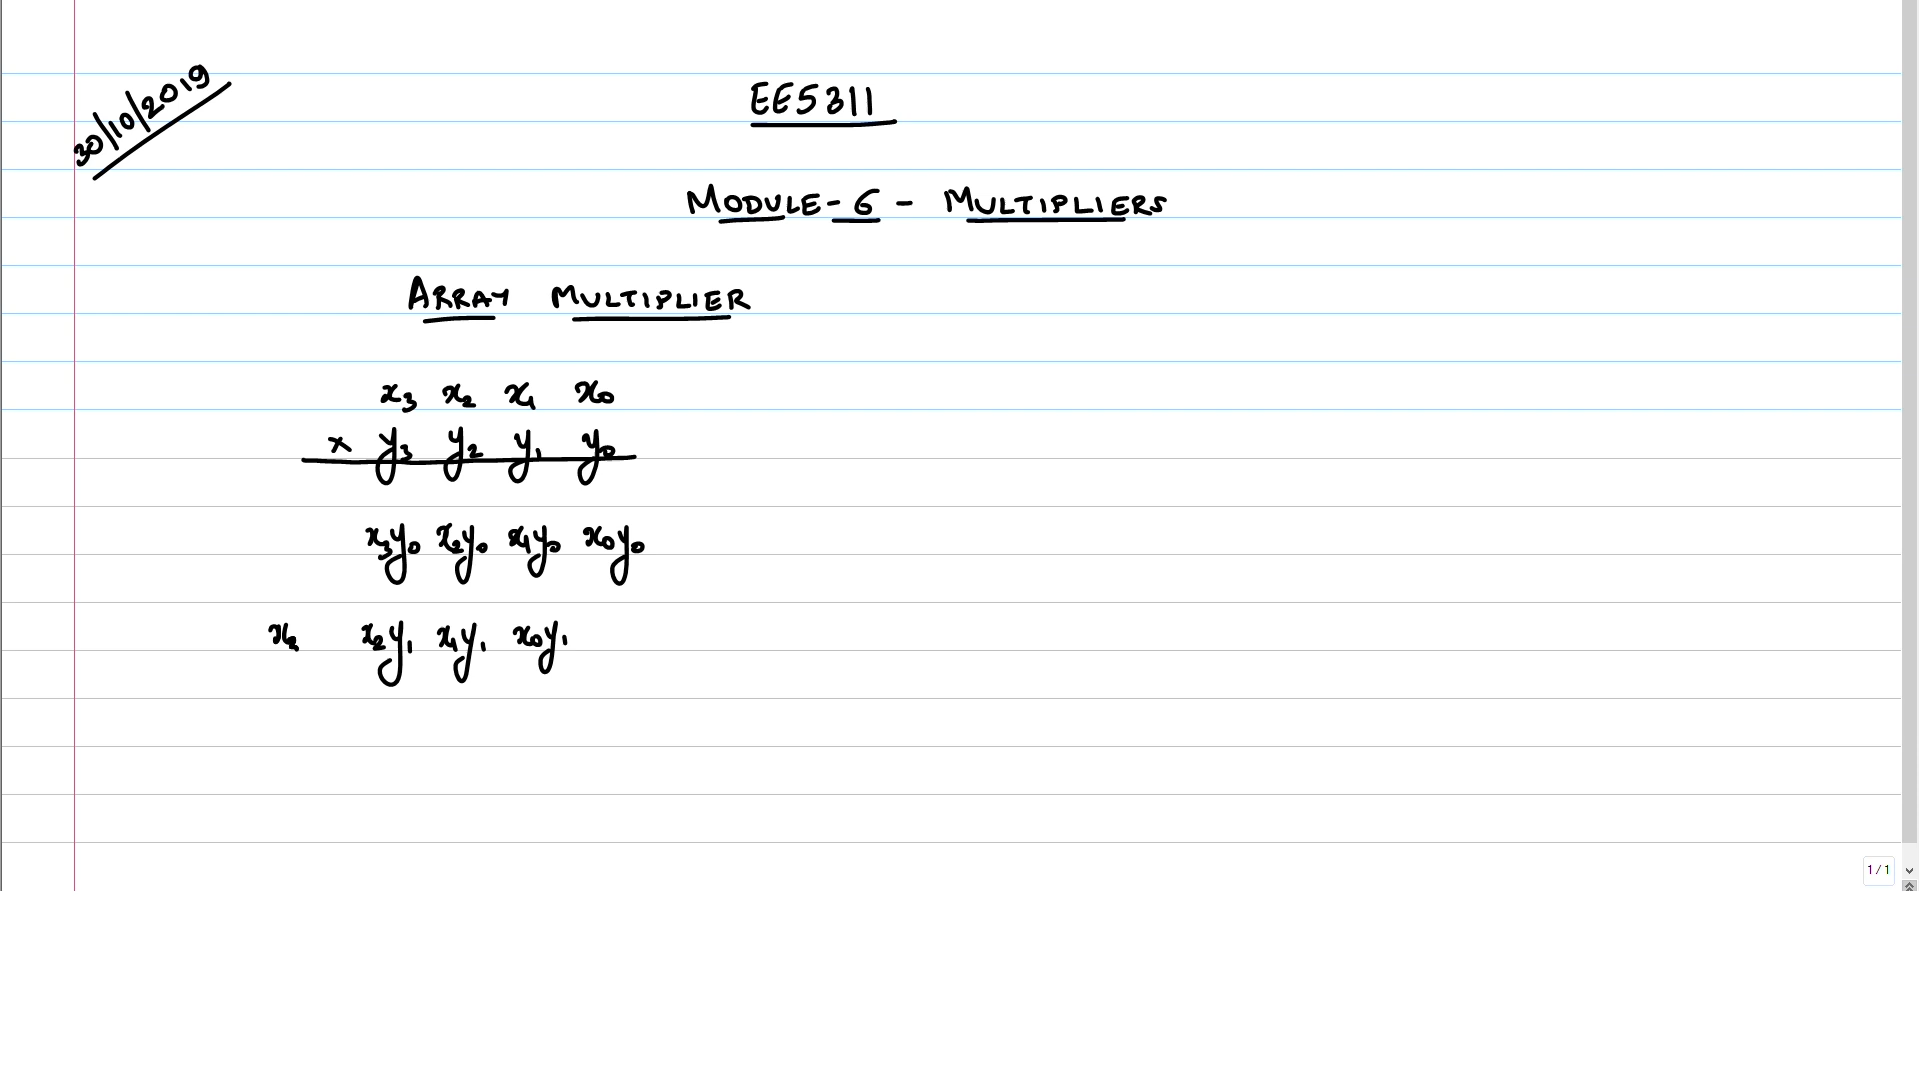 30/10/2019
EE5311
MODULE-6 - MULTIPLIERS
ARRAY MULTIPLIER
x₃ x₂ x₁ x₀
× y₃ y₂ y₁ y₀
x₃y₀ x₂y₀ x₁y₀ x₀y₀
x₂ x₂y₁ x₁y₁ x₀y₁
1 / 1